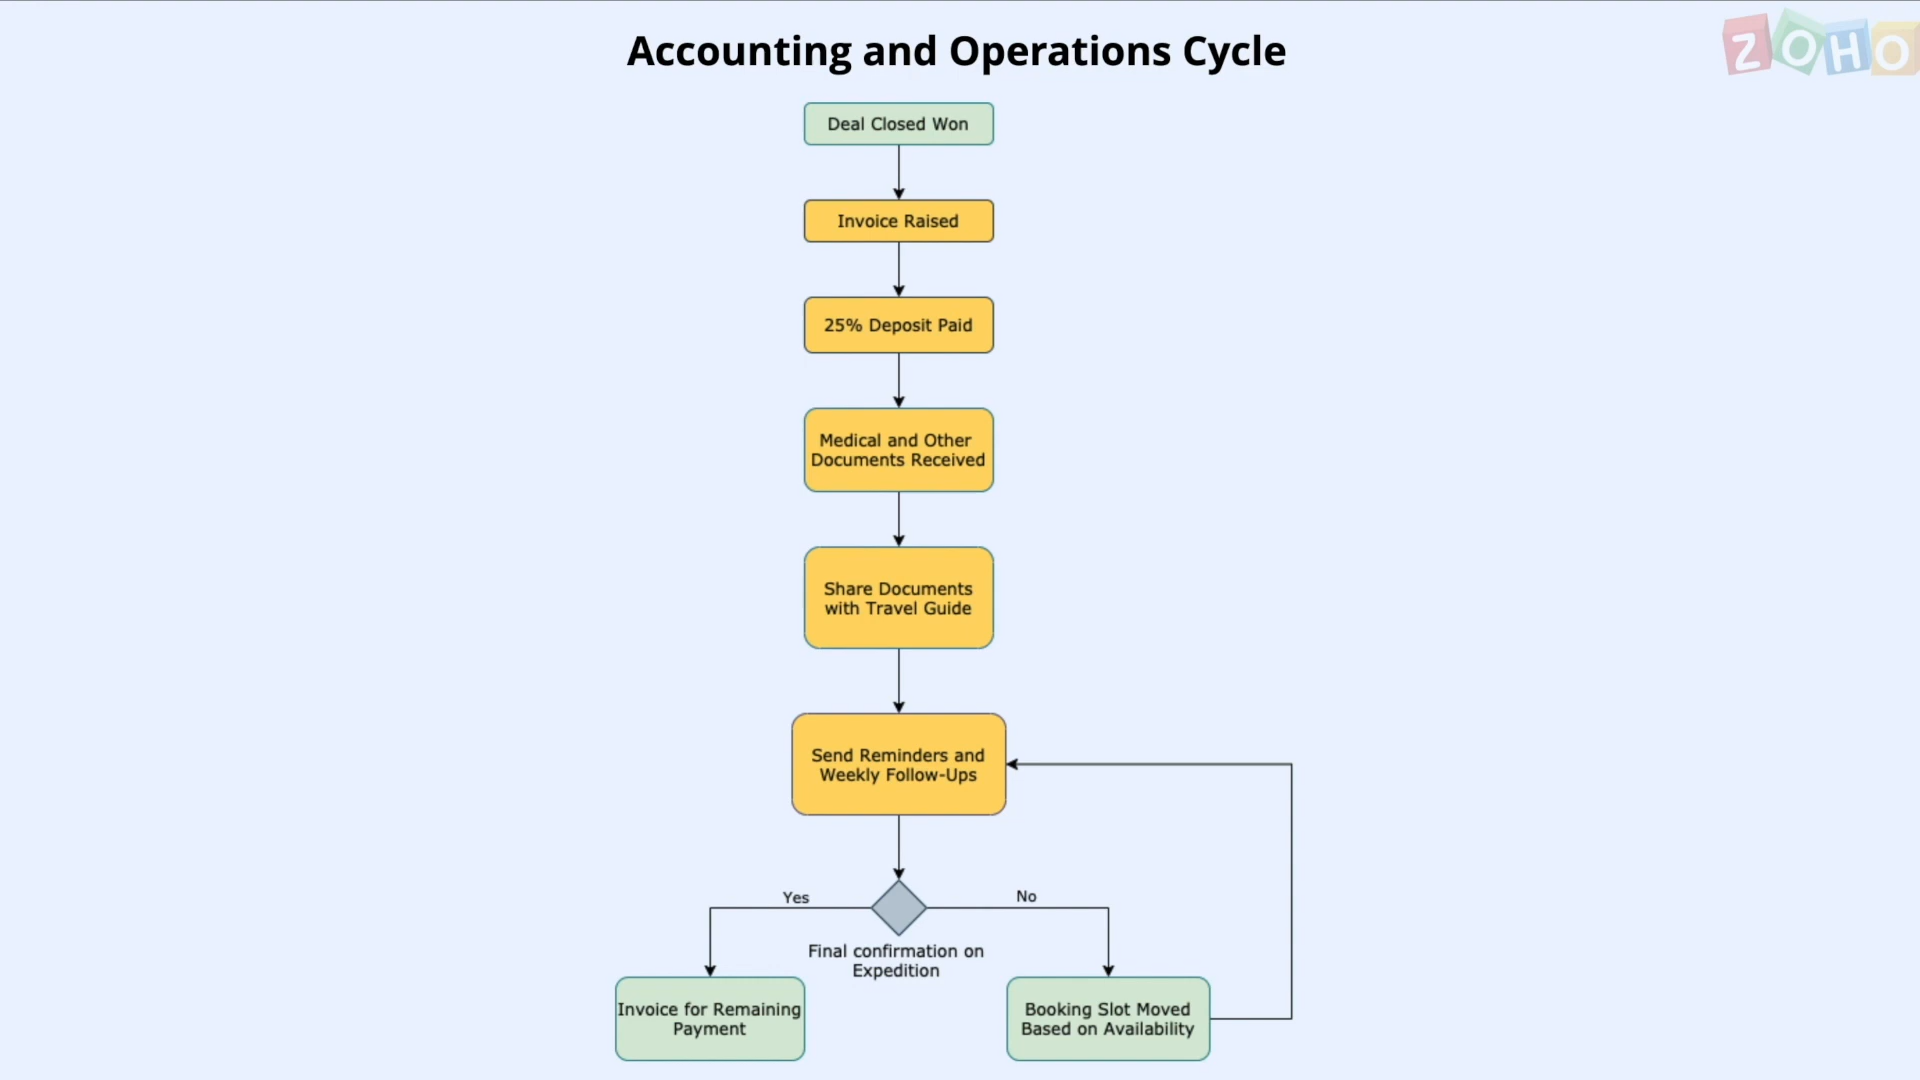 Accounting and Operations Cycle
ZOHO
Deal Closed Won
Invoice Raised
25% Deposit Paid
Medical and Other
Documents Received
Share Documents
with Travel Guide
Send Reminders and
Weekly Follow-Ups
Yes
No
Final confirmation on
Expedition
Invoice for Remaining
Payment
Booking Slot Moved
Based on Availability